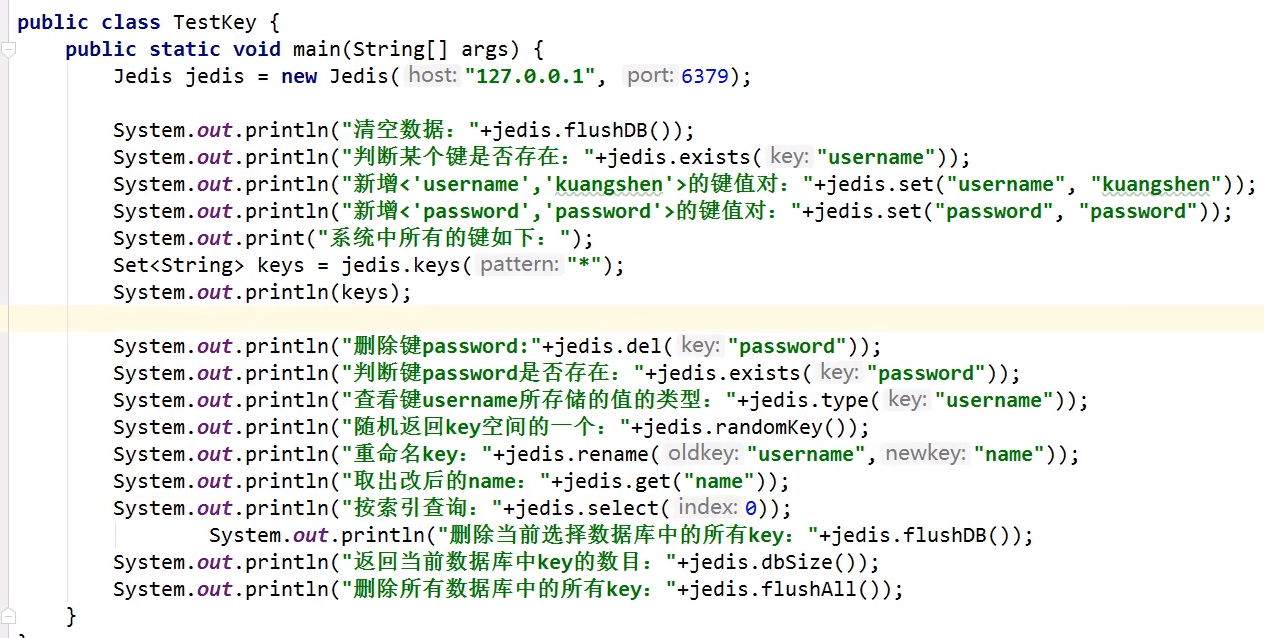 public class TestKey {
public static void main(String[] args) {
Jedis jedis = new Jedis( host: "127.0.0.1", port: 6379);
System.out.println("清空数据："+jedis.flushDB());
System.out.println("判断某个键是否存在："+jedis.exists( key: "username"));
System.out.println("新增<'username','kuangshen'>的键值对："+jedis.set("username", "kuangshen"));
System.out.println("新增<'password','password'>的键值对："+jedis.set("password", "password"));
System.out.print("系统中所有的键如下：");
Set<String> keys = jedis.keys( pattern: "*");
System.out.println(keys);
System.out.println("删除键password:"+jedis.del( key: "password"));
System.out.println("判断键password是否存在："+jedis.exists( key: "password"));
System.out.println("查看键username所存储的值的类型："+jedis.type( key: "username"));
System.out.println("随机返回key空间的一个："+jedis.randomKey());
System.out.println("重命名key："+jedis.rename( oldkey: "username", newkey: "name"));
System.out.println("取出改后的name："+jedis.get("name"));
System.out.println("按索引查询："+jedis.select( index: 0));
System.out.println("删除当前选择数据库中的所有key："+jedis.flushDB());
System.out.println("返回当前数据库中key的数目："+jedis.dbSize());
System.out.println("删除所有数据库中的所有key："+jedis.flushAll());
}
}